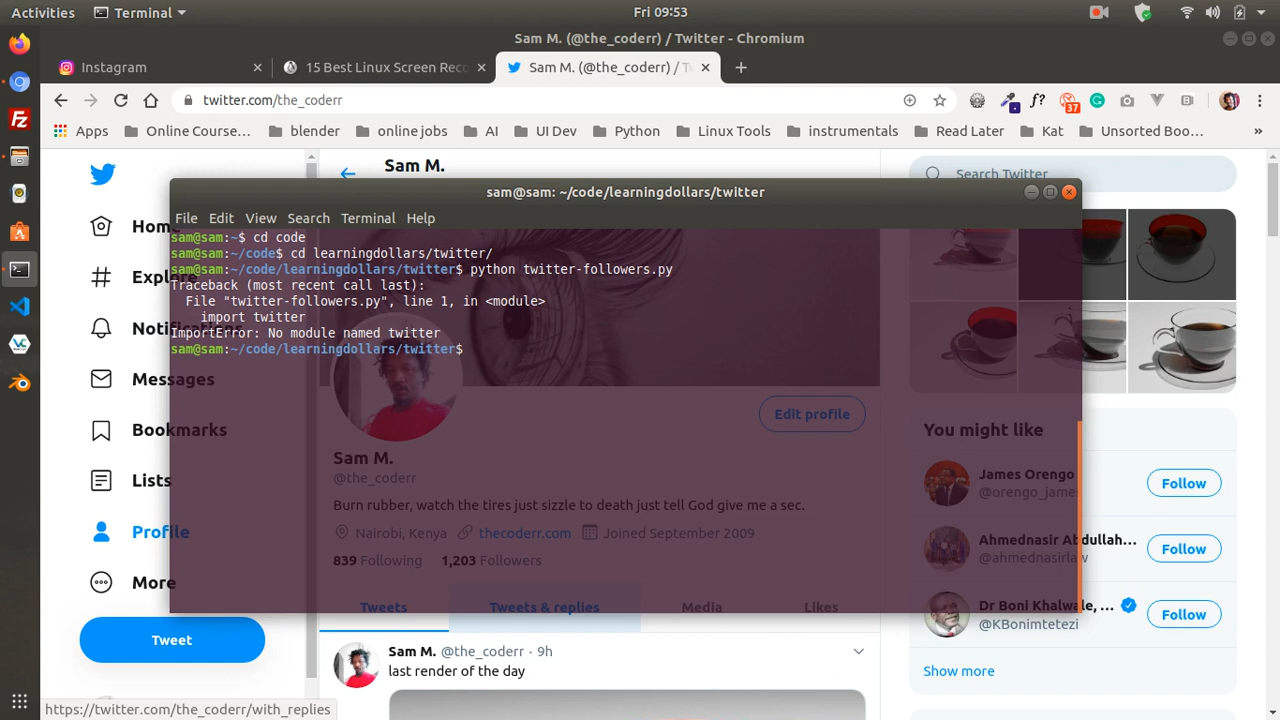 Activities
Terminal
Fri 09:53
Sam M. (@the_coderr) / Twitter - Chromium
Instagram
15 Best Linux Screen Reco
Sam M. (@the_coderr) / Tw
twitter.com/the_coderr
f?
37
Apps
Online Course…
blender
online jobs
AI
UI Dev
Python
Linux Tools
instrumentals
Read Later
Kat
Unsorted Boo…
»
Sam M.
Search Twitter
sam@sam: ~/code/learningdollars/twitter
File Edit View Search Terminal Help
sam@sam:~$ cd code
sam@sam:~/code$ cd learningdollars/twitter/
sam@sam:~/code/learningdollars/twitter$ python twitter-followers.py
Traceback (most recent call last):
File "twitter-followers.py", line 1, in <module>
import twitter
ImportError: No module named twitter
sam@sam:~/code/learningdollars/twitter$
Home
Explore
Notifications
Messages
Bookmarks
Lists
Profile
More
Tweet
Edit profile
Sam M.
@the_coderr
Burn rubber, watch the tires just sizzle to death just tell God give me a sec.
Nairobi, Kenya
thecoderr.com
Joined September 2009
839 Following
1,203 Followers
Tweets
Tweets & replies
Media
Likes
Sam M. @the_coderr · 9h
last render of the day
You might like
James Orengo
@orengo_james
Follow
Ahmednasir Abdullah…
@ahmednasirlaw
Follow
Dr Boni Khalwale, …
@KBonimtetezi
Follow
Show more
https://twitter.com/the_coderr/with_replies